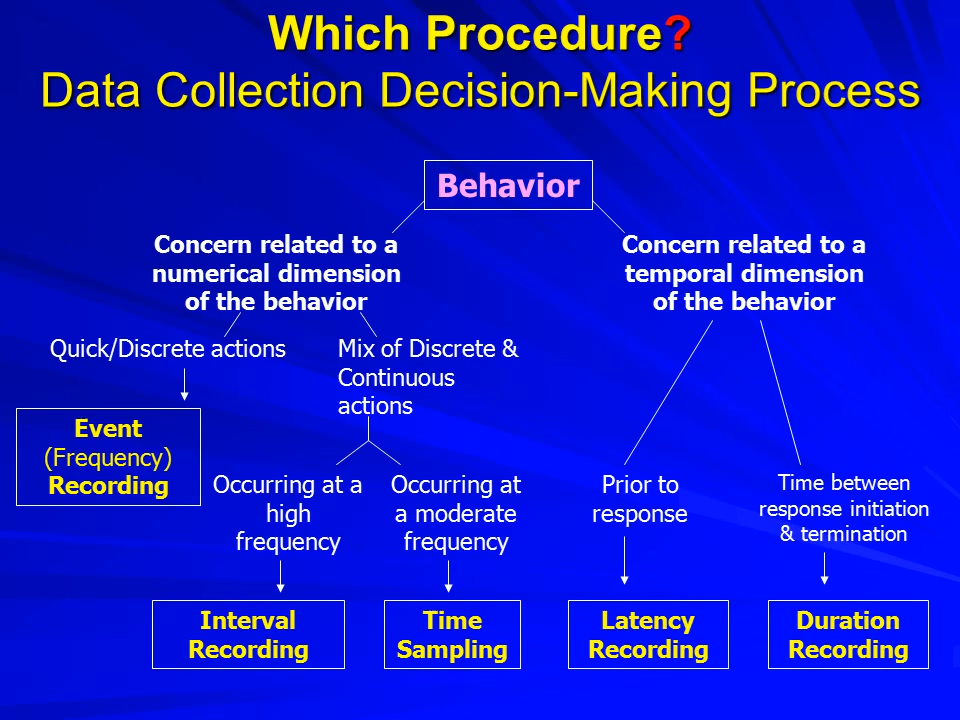 Which Procedure?
Data Collection Decision-Making Process
Behavior
Concern related to a
numerical dimension
of the behavior
Concern related to a
temporal dimension
of the behavior
Quick/Discrete actions
Mix of Discrete &
Continuous
actions
Event
(Frequency)
Recording
Occurring at a
high
frequency
Occurring at
a moderate
frequency
Prior to
response
Time between
response initiation
& termination
Interval
Recording
Time
Sampling
Latency
Recording
Duration
Recording